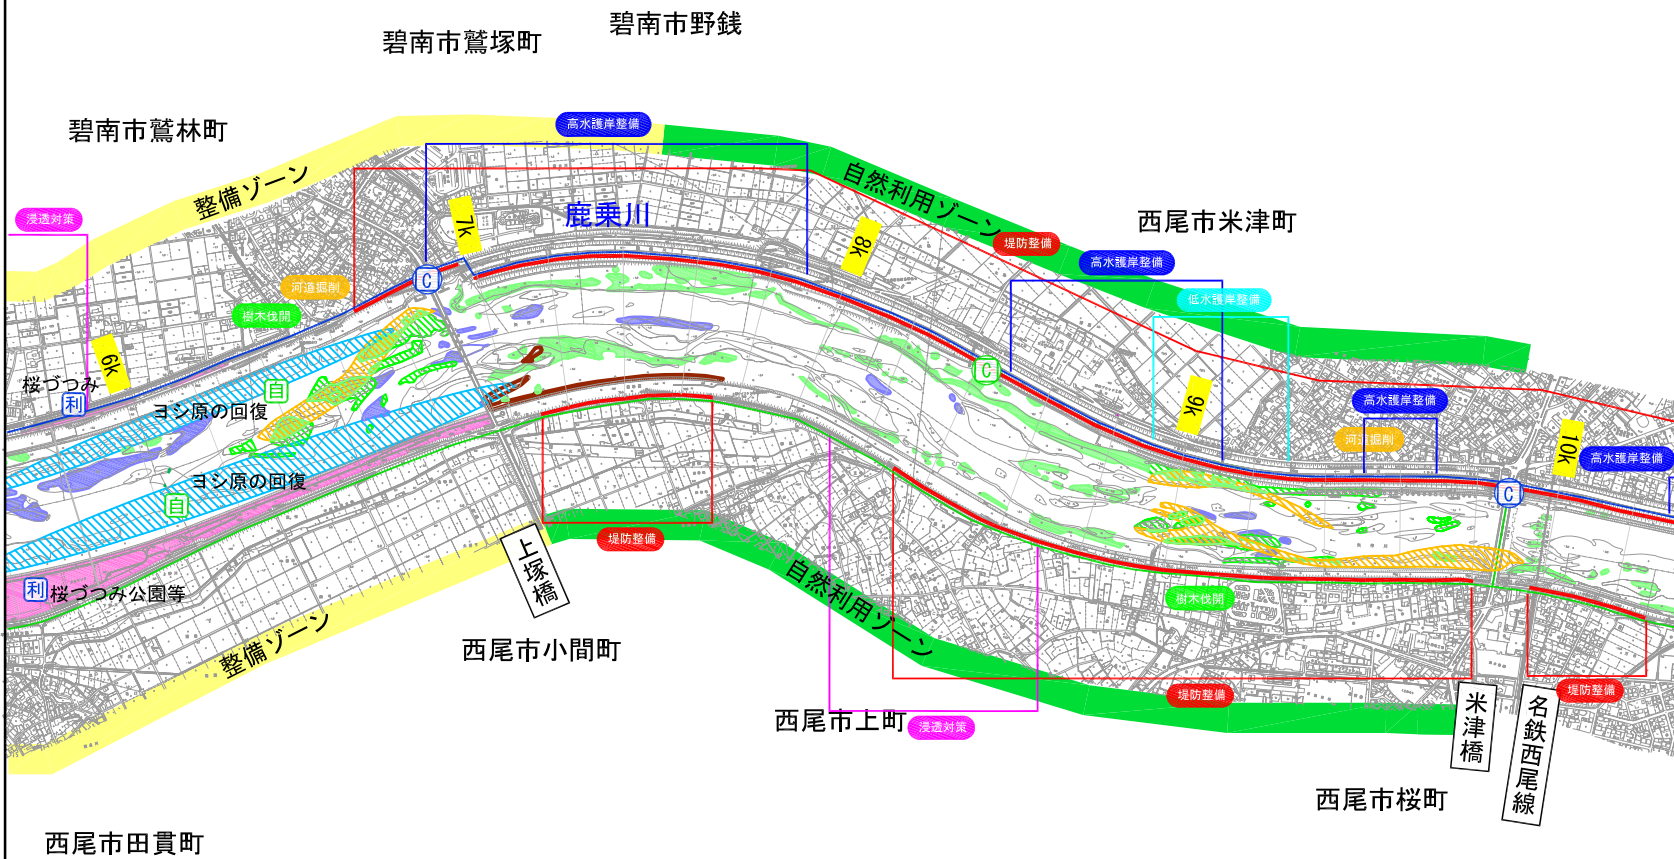 碧南市野銭
碧南市鷲塚町
碧南市鷲林町
高水護岸整備
整備ゾーン
自然利用ゾーン
浸透対策
鹿乗川
7k
8k
西尾市米津町
堤防整備
高水護岸整備
C
河道掘削
樹木伐開
低水護岸整備
6k
桜づつみ
利
自
ヨシ原の回復
C
9k
高水護岸整備
河道掘削
10k
高水護岸整備
ヨシ原の回復
自
C
堤防整備
上塚橋
自然利用ゾーン
利
桜づつみ公園等
樹木伐開
整備ゾーン
西尾市小間町
堤防整備
堤防整備
西尾市上町
浸透対策
米津橋
名鉄西尾線
西尾市桜町
西尾市田貫町